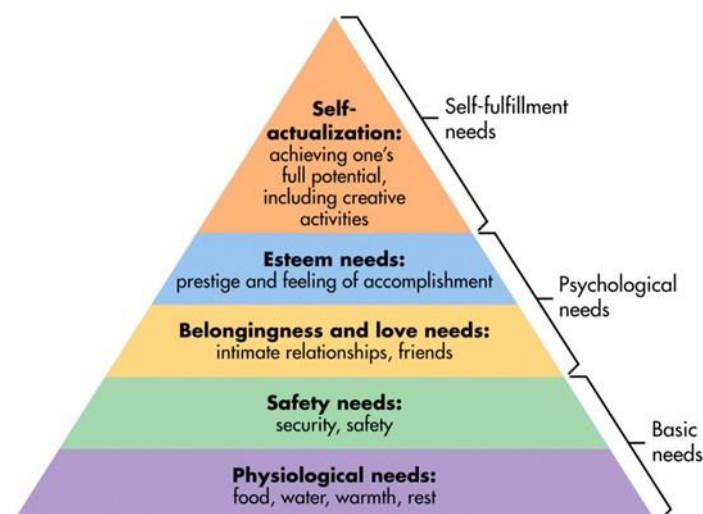 Self-
actualization:
achieving one's
full potential,
including creative
activities
Self-fulfillment
needs
Esteem needs:
prestige and feeling of accomplishment
Belongingness and love needs:
intimate relationships, friends
Psychological
needs
Safety needs:
security, safety
Physiological needs:
food, water, warmth, rest
Basic
needs